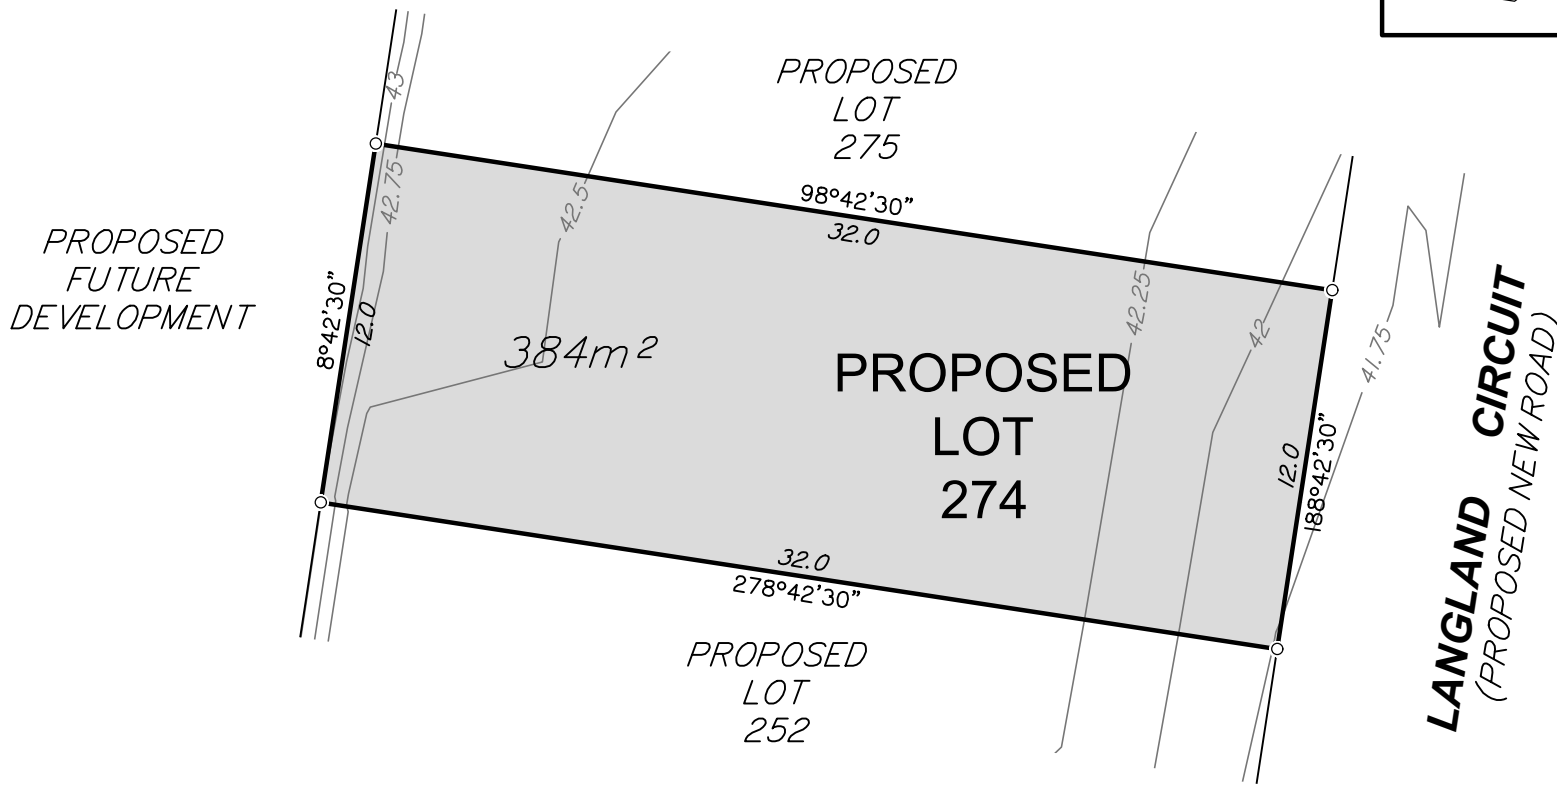 43
PROPOSED
LOT
275
42.75
42.5
98°42'30"
32.0
PROPOSED
FUTURE
DEVELOPMENT
8°42'30"
12.0
384m²
42.25
42
41.75
PROPOSED
LOT
274
12.0
188°42'30"
LANGLAND CIRCUIT
(PROPOSED NEW ROAD)
32.0
278°42'30"
PROPOSED
LOT
252